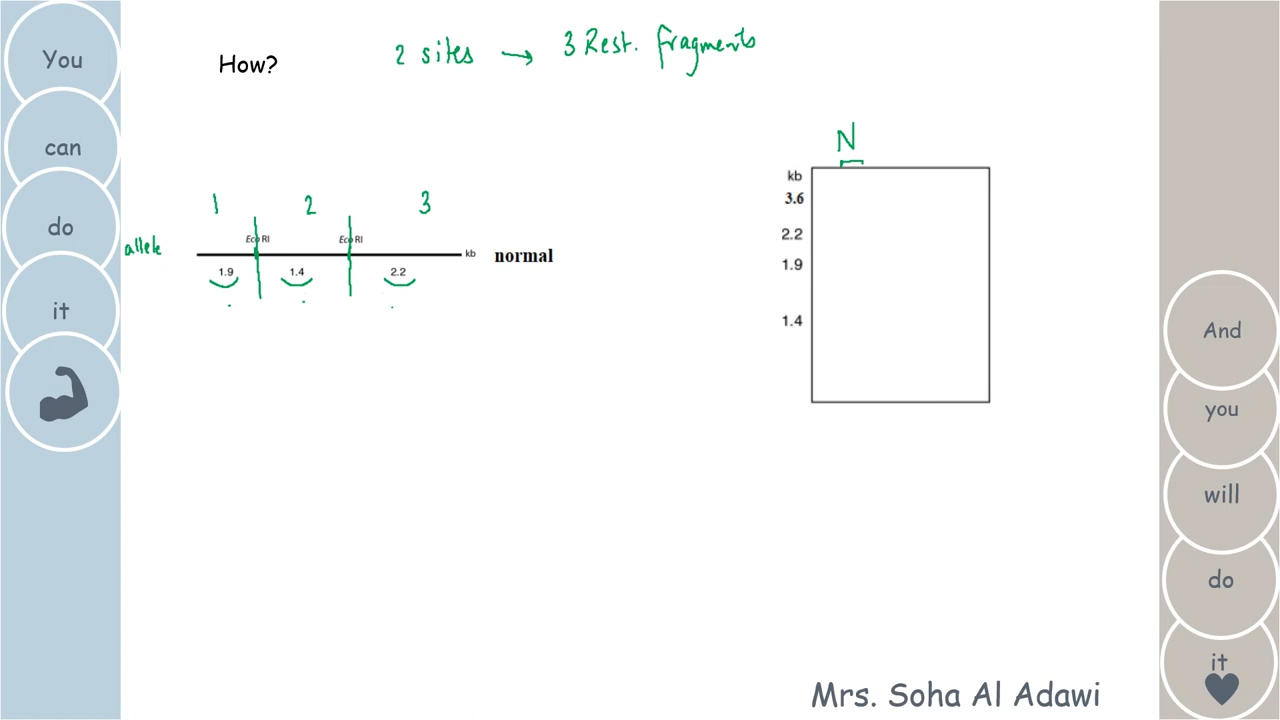 You
can
do
it
How?
2 sites → 3 Rest. fragments
1 2 3
allele
EcoRI EcoRI
kb
normal
1.9 1.4 2.2
N
kb
3.6
2.2
1.9
1.4
And
you
will
do
it
Mrs. Soha Al Adawi